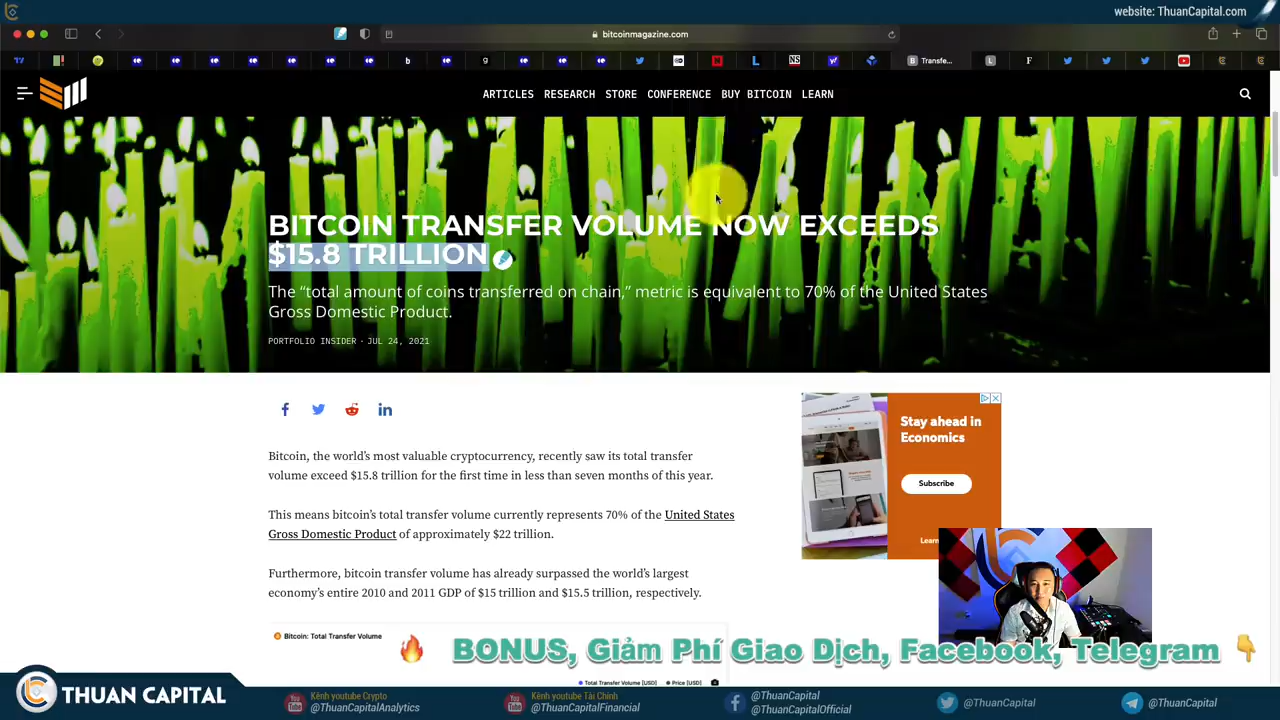 website: ThuanCapital.com
bitcoinmagazine.com
Transfe...
ARTICLES RESEARCH STORE CONFERENCE BUY BITCOIN LEARN
BITCOIN TRANSFER VOLUME NOW EXCEEDS
$15.8 TRILLION
The “total amount of coins transferred on chain,” metric is equivalent to 70% of the United States
Gross Domestic Product.
PORTFOLIO INSIDER · JUL 24, 2021
Stay ahead in
Economics
Subscribe
Learn
Bitcoin, the world’s most valuable cryptocurrency, recently saw its total transfer
volume exceed $15.8 trillion for the first time in less than seven months of this year.
This means bitcoin’s total transfer volume currently represents 70% of the United States
Gross Domestic Product of approximately $22 trillion.
Furthermore, bitcoin transfer volume has already surpassed the world’s largest
economy’s entire 2010 and 2011 GDP of $15 trillion and $15.5 trillion, respectively.
Bitcoin: Total Transfer Volume
Total Transfer Volume [USD] Price [USD]
BONUS, Giảm Phí Giao Dịch, Facebook, Telegram
THUAN CAPITAL
Kênh youtube Crypto
@ThuanCapitalAnalytics
Kênh youtube Tài Chính
@ThuanCapitalFinancial
@ThuanCapital
@ThuanCapitalOfficial
@ThuanCapital
@ThuanCapital